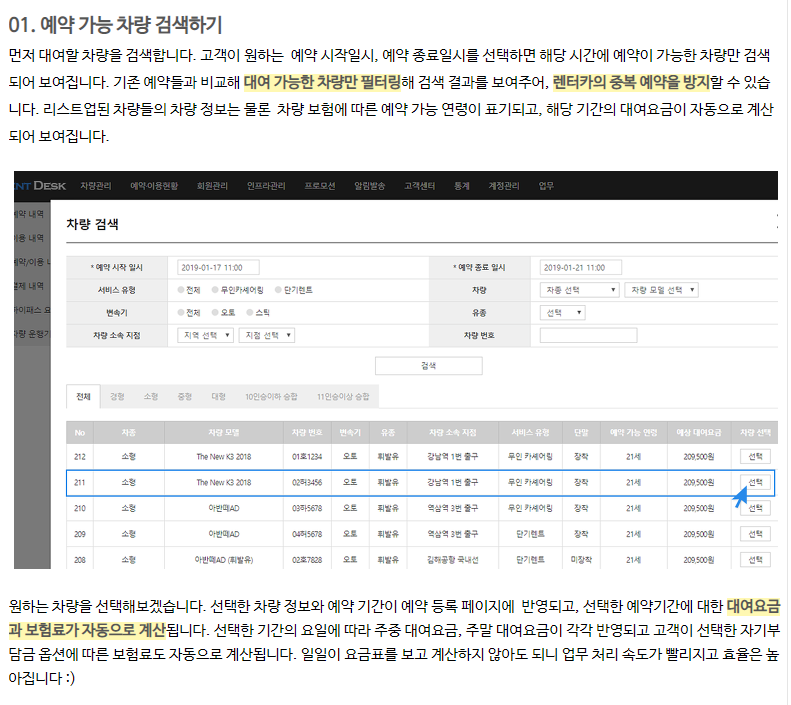 01. 예약 가능 차량 검색하기
먼저 대여할 차량을 검색합니다. 고객이 원하는 예약 시작일시, 예약 종료일시를 선택하면 해당 시간에 예약이 가능한 차량만 검색
되어 보여집니다. 기존 예약들과 비교해 대여 가능한 차량만 필터링해 검색 결과를 보여주어, 렌터카의 중복 예약을 방지할 수 있습
니다. 리스트업된 차량들의 차량 정보는 물론 차량 보험에 따른 예약 가능 연령이 표기되고, 해당 기간의 대여요금이 자동으로 계산
되어 보여집니다.
NT DESK 차량관리 예약·이용현황 회원관리 인프라관리 프로모션 알림발송 고객센터 통계 계정관리 업무
차량 검색
* 예약 시작 일시 2019-01-17 11:00 * 예약 종료 일시 2019-01-21 11:00
서비스 유형 전체 무인카셰어링 단기렌트 차량 차종 선택 차량 모델 선택
변속기 전체 오토 스틱 유종 선택
차량 소속 지점 지역 선택 지점 선택 차량 번호
검색
전체 경형 소형 중형 대형 10인승이하 승합 11인승이상 승합
No 차종 차량 모델 차량 번호 변속기 유종 차량 소속 지점 서비스 유형 단말 예약 가능 연령 예상 대여요금 차량 선택
212 소형 The New K3 2018 01호1234 오토 휘발유 강남역 1번 출구 무인 카셰어링 장착 21세 209,500원 선택
211 소형 The New K3 2018 02허3456 오토 휘발유 강남역 1번 출구 무인 카셰어링 장착 21세 209,500원 선택
210 소형 아반떼AD 03하5678 오토 휘발유 역삼역 3번 출구 무인 카셰어링 장착 21세 209,500원 선택
209 소형 아반떼AD 04허5678 오토 휘발유 역삼역 3번 출구 단기렌트 장착 21세 209,500원 선택
208 소형 아반떼AD (휘발유) 02호7828 오토 휘발유 김해공항 국내선 단기렌트 미장착 21세 209,500원 선택
원하는 차량을 선택해보겠습니다. 선택한 차량 정보와 예약 기간이 예약 등록 페이지에 반영되고, 선택한 예약기간에 대한 대여요금
과 보험료가 자동으로 계산됩니다. 선택한 기간의 요일에 따라 주중 대여요금, 주말 대여요금이 각각 반영되고 고객이 선택한 자기부
담금 옵션에 따른 보험료도 자동으로 계산됩니다. 일일이 요금표를 보고 계산하지 않아도 되니 업무 처리 속도가 빨리지고 효율은 높
아집니다 :)